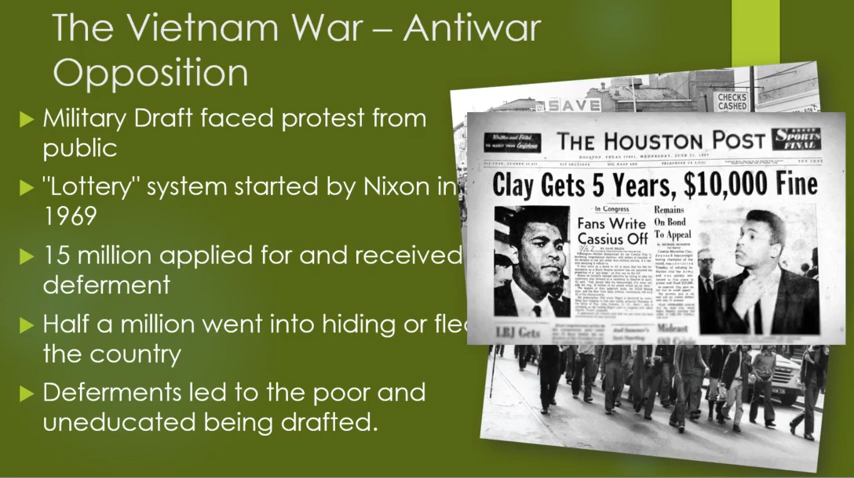 The Vietnam War – Antiwar
Opposition
Military Draft faced protest from
public
"Lottery" system started by Nixon in
1969
15 million applied for and received
deferment
Half a million went into hiding or
the country
Deferments led to the poor and
uneducated being drafted.
SAVE
CHECKS
CASHED
THE HOUSTON POST
SPORTS
FINAL
Clay Gets 5 Years, $10,000 Fine
In Congress
Fans Write
Cassius Off
Remains
On Bond
To Appeal
LBJ Gets
Mideast